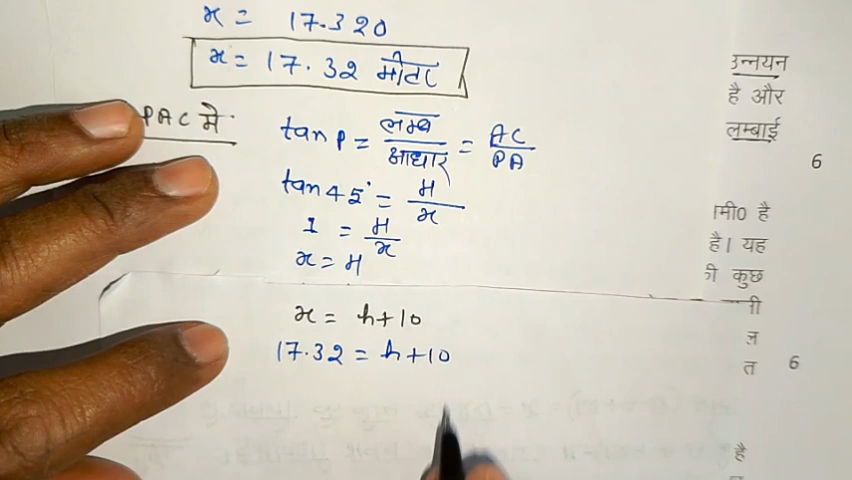 x = 17.320
x = 17.32 मीटर
PAC में
tan P = लम्ब / आधार = AC / PA
tan 45° = H / x
1 = H / x
x = H
x = h+10
17.32 = h+10
उन्नयन
है और
लम्बाई
6
।मी0 है
है। यह
कुछ
नी
त
6
है